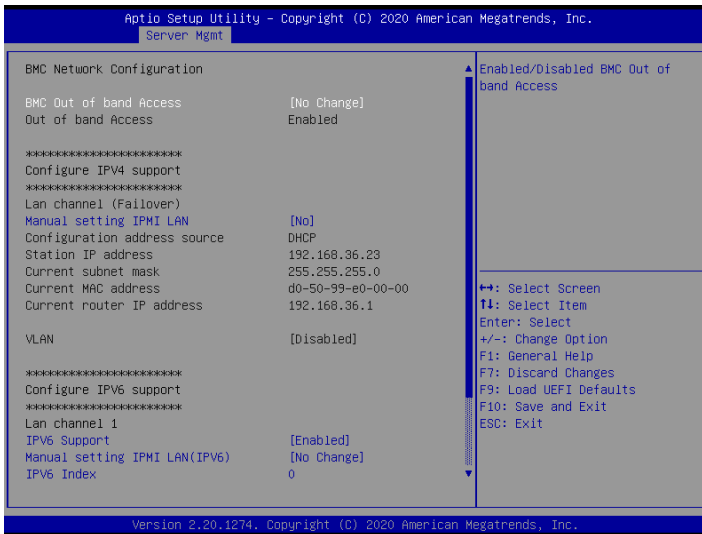 Aptio Setup Utility – Copyright (C) 2020 American Megatrends, Inc.
Server Mgmt
BMC Network Configuration
BMC Out of band Access [No Change]
Out of band Access Enabled
***********************
Configure IPV4 support
***********************
Lan channel (Failover)
Manual setting IPMI LAN [No]
Configuration address source DHCP
Station IP address 192.168.36.23
Current subnet mask 255.255.255.0
Current MAC address d0-50-99-e0-00-00
Current router IP address 192.168.36.1
VLAN [Disabled]
***********************
Configure IPV6 support
***********************
Lan channel 1
IPV6 Support [Enabled]
Manual setting IPMI LAN(IPV6) [No Change]
IPV6 Index 0
Enabled/Disabled BMC Out of
band Access
↔: Select Screen
↑↓: Select Item
Enter: Select
+/-: Change Option
F1: General Help
F7: Discard Changes
F9: Load UEFI Defaults
F10: Save and Exit
ESC: Exit
Version 2.20.1274. Copyright (C) 2020 American Megatrends, Inc.